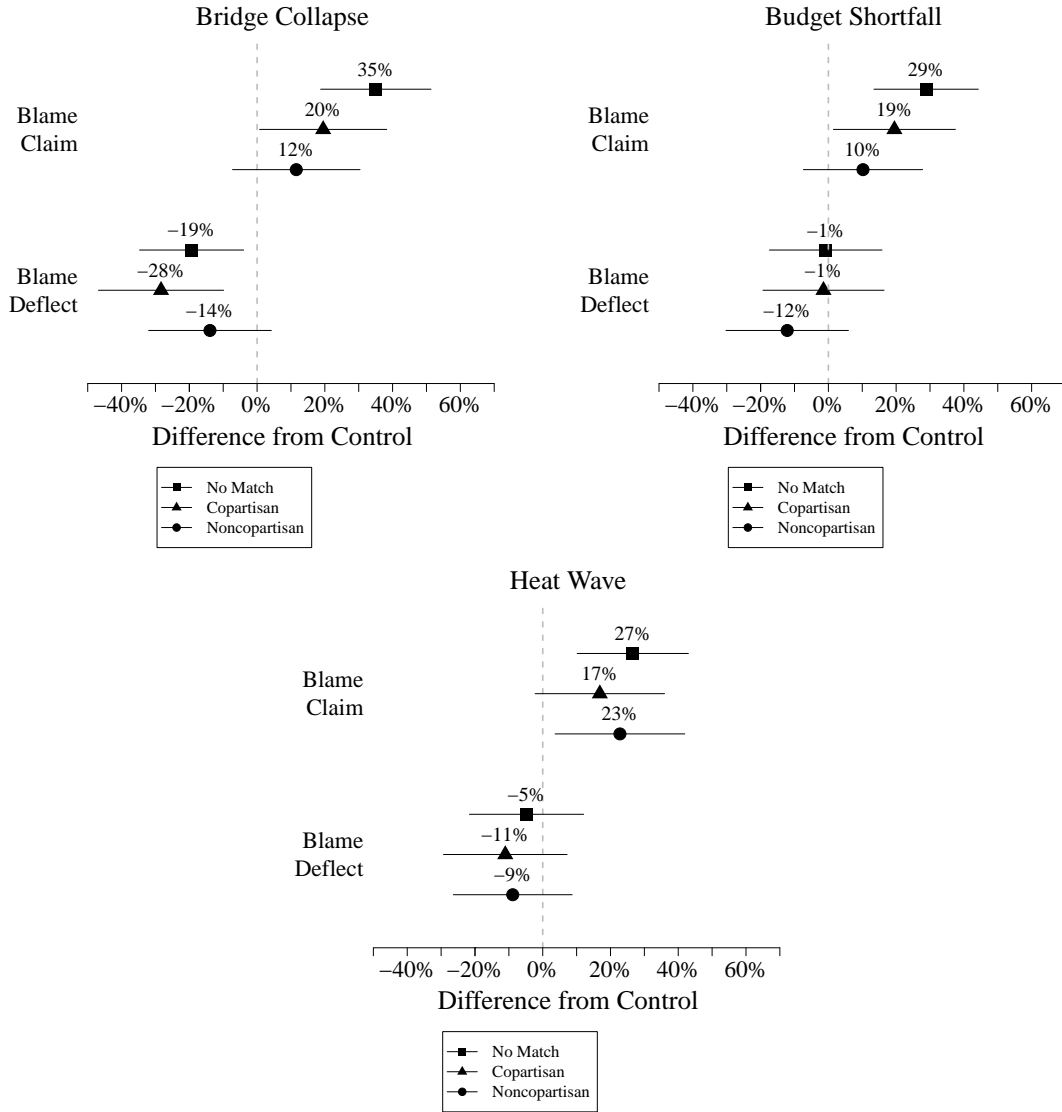 Bridge Collapse
35%
20%
12%
Blame
Claim
−19%
−28%
−14%
Blame
Deflect
−40% −20% 0% 20% 40% 60%
Difference from Control
No Match
Copartisan
Noncopartisan
Budget Shortfall
29%
19%
10%
Blame
Claim
−1%
−1%
−12%
Blame
Deflect
−40% −20% 0% 20% 40% 60%
Difference from Control
No Match
Copartisan
Noncopartisan
Heat Wave
27%
17%
23%
Blame
Claim
−5%
−11%
−9%
Blame
Deflect
−40% −20% 0% 20% 40% 60%
Difference from Control
No Match
Copartisan
Noncopartisan